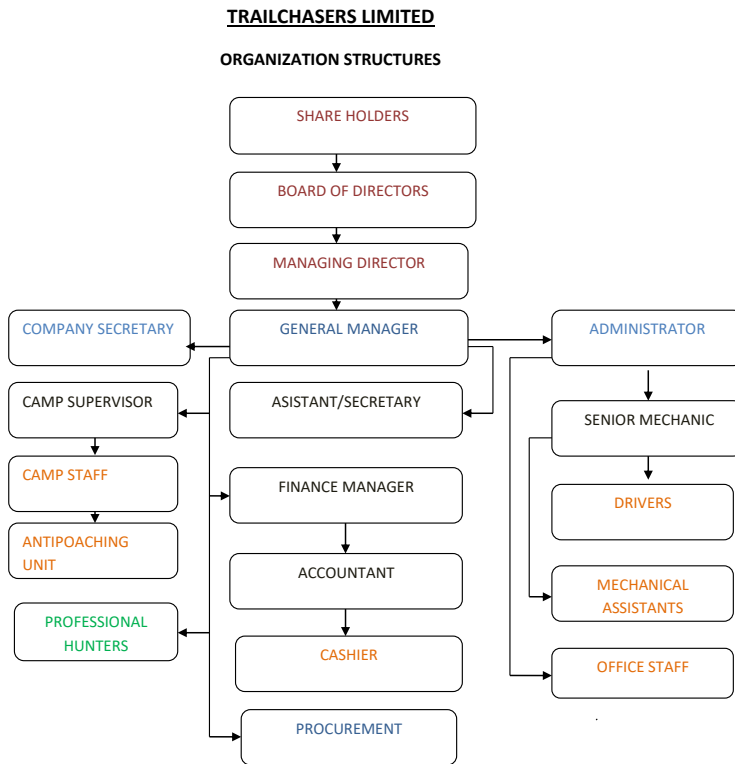 TRAILCHASERS LIMITED
ORGANIZATION STRUCTURES
SHARE HOLDERS
BOARD OF DIRECTORS
MANAGING DIRECTOR
COMPANY SECRETARY
GENERAL MANAGER
ADMINISTRATOR
CAMP SUPERVISOR
ASISTANT/SECRETARY
SENIOR MECHANIC
CAMP STAFF
FINANCE MANAGER
DRIVERS
ANTIPOACHING
UNIT
ACCOUNTANT
MECHANICAL
ASSISTANTS
PROFESSIONAL
HUNTERS
CASHIER
OFFICE STAFF
PROCUREMENT